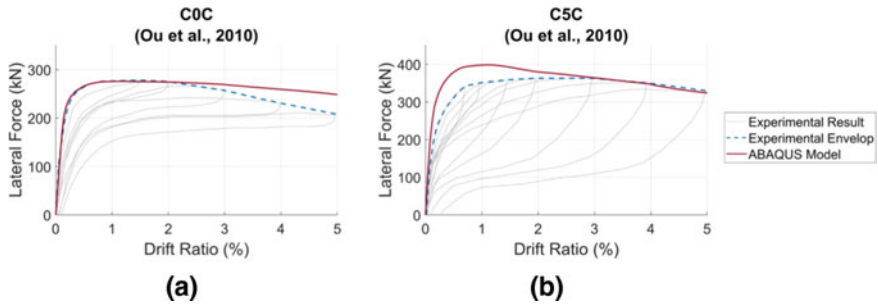 C0C
(Ou et al., 2010)
Lateral Force (kN)
300
200
100
0
0 1 2 3 4 5
Drift Ratio (%)
(a)
C5C
(Ou et al., 2010)
Lateral Force (kN)
400
300
200
100
0
0 1 2 3 4 5
Drift Ratio (%)
(b)
Experimental Result
Experimental Envelop
ABAQUS Model